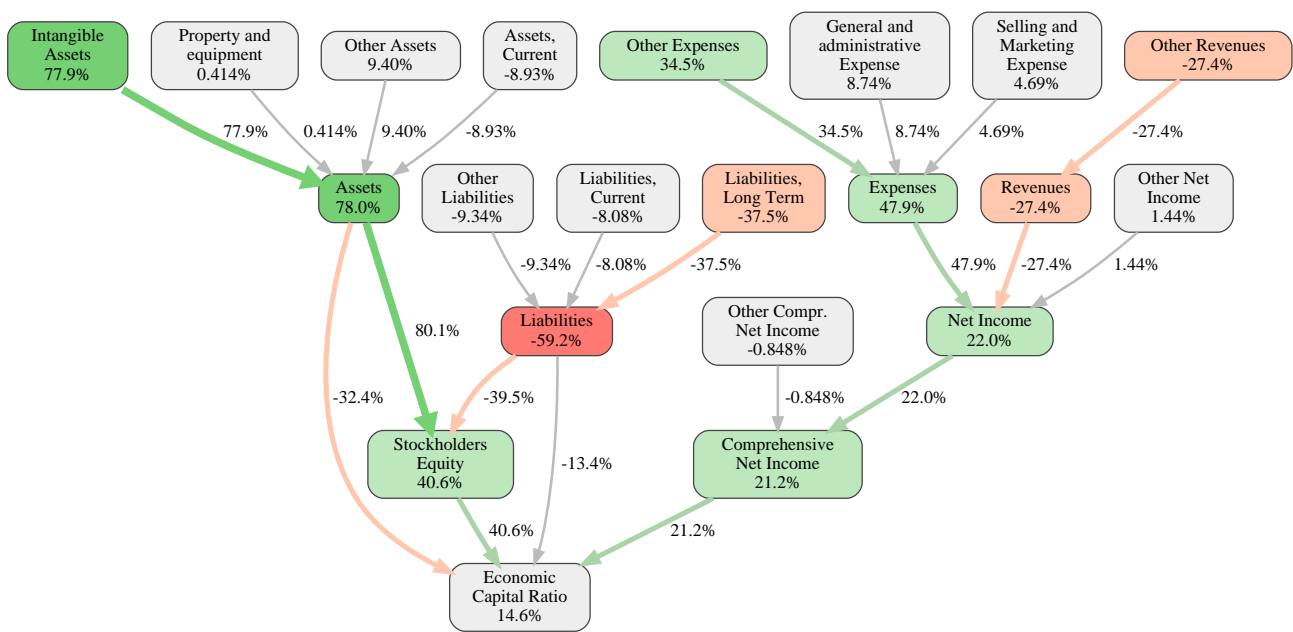 Intangible
Assets
77.9%
Property and
equipment
0.414%
Other Assets
9.40%
Assets,
Current
-8.93%
Other Expenses
34.5%
General and
administrative
Expense
8.74%
Selling and
Marketing
Expense
4.69%
Other Revenues
-27.4%
77.9%
0.414%
9.40%
-8.93%
34.5%
8.74%
4.69%
-27.4%
Assets
78.0%
Other
Liabilities
-9.34%
Liabilities,
Current
-8.08%
Liabilities,
Long Term
-37.5%
Expenses
47.9%
Revenues
-27.4%
Other Net
Income
1.44%
-9.34%
-8.08%
-37.5%
47.9%
-27.4%
1.44%
80.1%
Liabilities
-59.2%
Other Compr.
Net Income
-0.848%
Net Income
22.0%
-32.4%
-39.5%
-0.848%
22.0%
Stockholders
Equity
40.6%
-13.4%
Comprehensive
Net Income
21.2%
40.6%
21.2%
Economic
Capital Ratio
14.6%